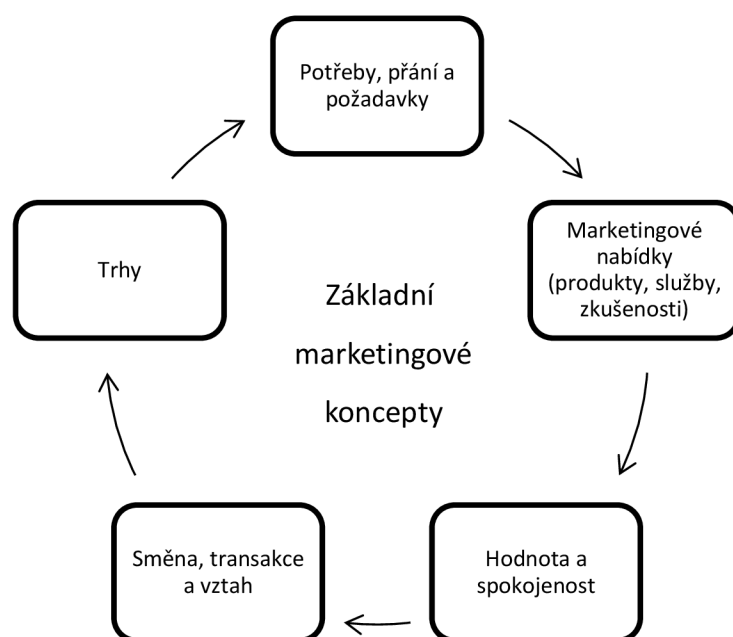 Potřeby, přání a
požadavky
Marketingové
nabídky
(produkty, služby,
zkušenosti)
Hodnota a
spokojenost
Směna, transakce
a vztah
Trhy
Základní
marketingové
koncepty